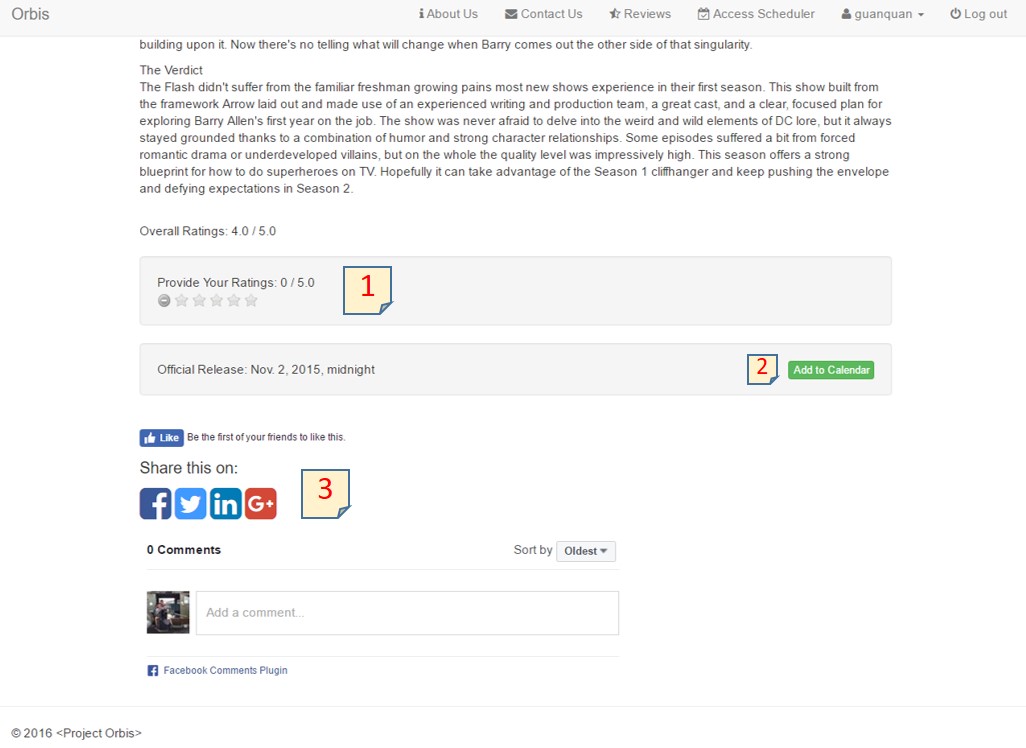 Orbis
About Us
Contact Us
Reviews
Access Scheduler
guanquan
Log out
building upon it. Now there's no telling what will change when Barry comes out the other side of that singularity.
The Verdict
The Flash didn't suffer from the familiar freshman growing pains most new shows experience in their first season. This show built from
the framework Arrow laid out and made use of an experienced writing and production team, a great cast, and a clear, focused plan for
exploring Barry Allen's first year on the job. The show was never afraid to delve into the weird and wild elements of DC lore, but it always
stayed grounded thanks to a combination of humor and strong character relationships. Some episodes suffered a bit from forced
romantic drama or underdeveloped villains, but on the whole the quality level was impressively high. This season offers a strong
blueprint for how to do superheroes on TV. Hopefully it can take advantage of the Season 1 cliffhanger and keep pushing the envelope
and defying expectations in Season 2.
Overall Ratings: 4.0 / 5.0
Provide Your Ratings: 0 / 5.0
1
Official Release: Nov. 2, 2015, midnight
2
Add to Calendar
Like
Be the first of your friends to like this.
Share this on:
3
0 Comments
Sort by
Oldest
Add a comment...
Facebook Comments Plugin
© 2016 <Project Orbis>